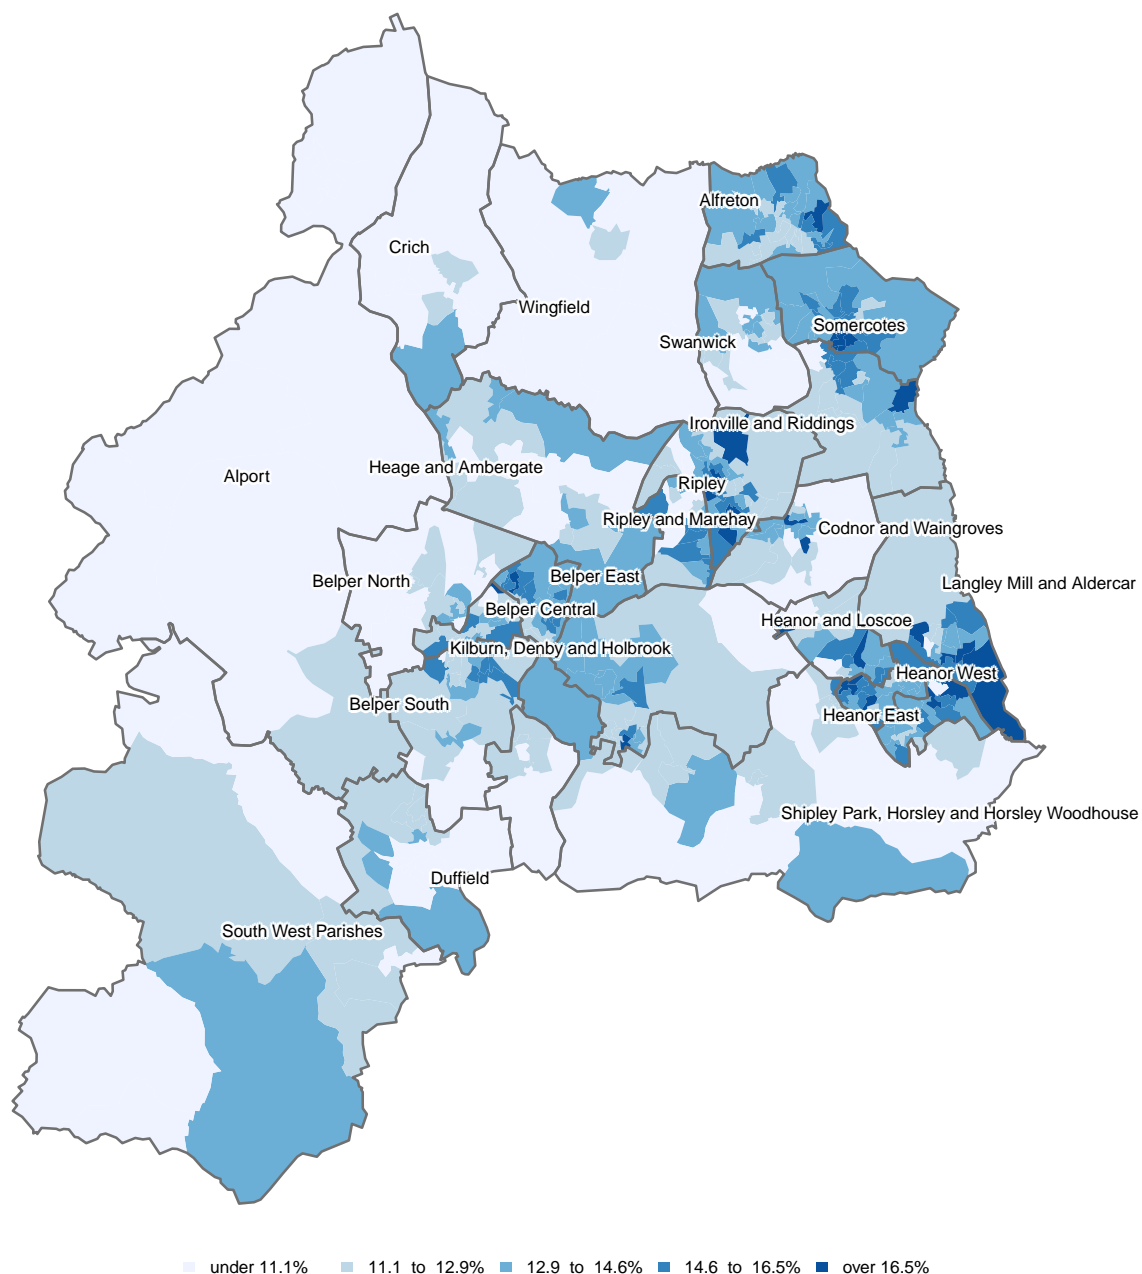 Alfreton
Crich
Wingfield
Somercotes
Swanwick
Ironville and Riddings
Heage and Ambergate
Alport
Ripley
Ripley and Marehay
Codnor and Waingroves
Belper North
Belper East
Langley Mill and Aldercar
Belper Central
Heanor and Loscoe
Kilburn, Denby and Holbrook
Heanor West
Belper South
Heanor East
Shipley Park, Horsley and Horsley Woodhouse
Duffield
South West Parishes
under 11.1% 11.1 to 12.9% 12.9 to 14.6% 14.6 to 16.5% over 16.5%